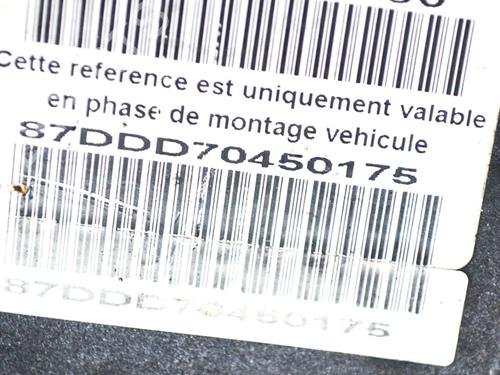 Cette reference est uniquement valable
en phase de montage vehicule
87DDD70450175
87DDD70450175